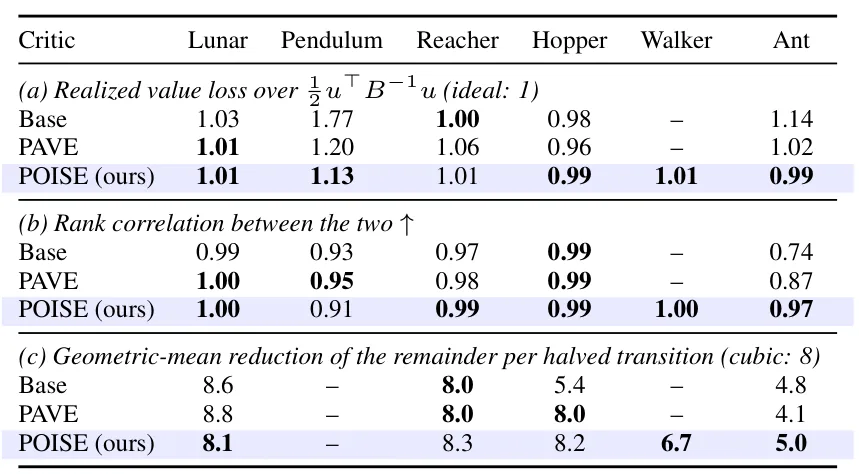 Critic Lunar Pendulum Reacher Hopper Walker Ant
(a) Realized value loss over ½u⊤B−1u (ideal: 1)
Base 1.03 1.77 1.00 0.98 – 1.14
PAVE 1.01 1.20 1.06 0.96 – 1.02
POISE (ours) 1.01 1.13 1.01 0.99 1.01 0.99
(b) Rank correlation between the two ↑
Base 0.99 0.93 0.97 0.99 – 0.74
PAVE 1.00 0.95 0.98 0.99 – 0.87
POISE (ours) 1.00 0.91 0.99 0.99 1.00 0.97
(c) Geometric-mean reduction of the remainder per halved transition (cubic: 8)
Base 8.6 – 8.0 5.4 – 4.8
PAVE 8.8 – 8.0 8.0 – 4.1
POISE (ours) 8.1 – 8.3 8.2 6.7 5.0